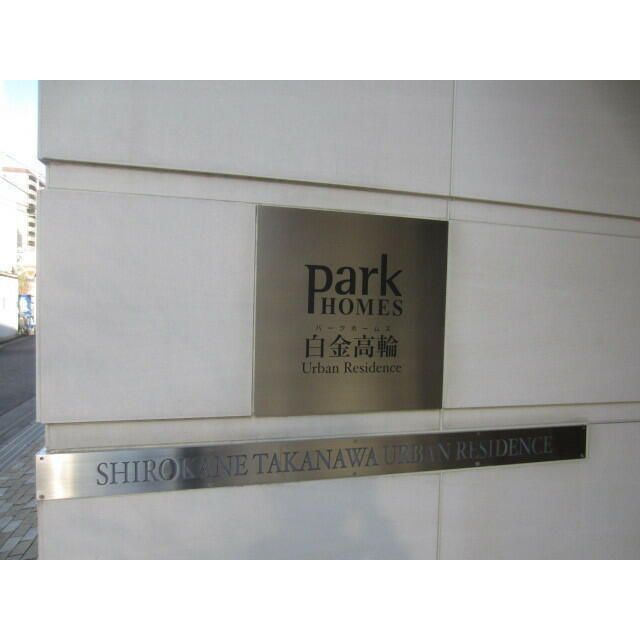 park
HOMES
パークホームズ
白金高輪
Urban Residence
SHIROKANE TAKANAWA URBAN RESIDENCE